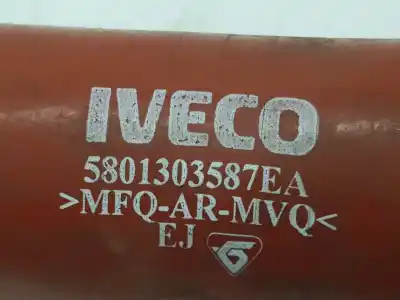 IVECO
5801303587EA
>MFQ-AR-MVQ<
EJ